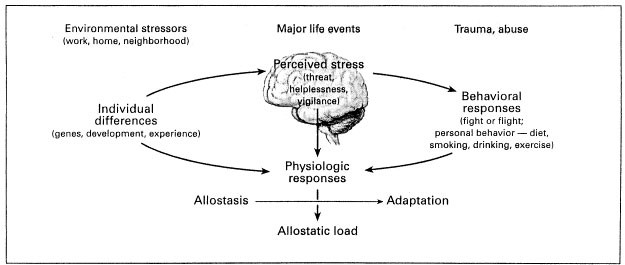 Environmental stressors
(work, home, neighborhood)
Major life events
Trauma, abuse
Perceived stress
(threat,
helplessness,
vigilance)
Individual
differences
(genes, development, experience)
Behavioral
responses
(fight or flight;
personal behavior — diet,
smoking, drinking, exercise)
Physiologic
responses
Allostasis
Adaptation
Allostatic load